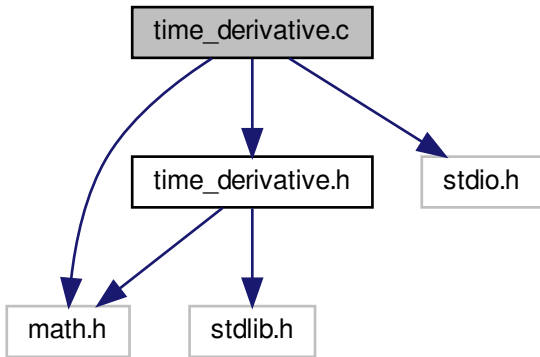 time_derivative.c
time_derivative.h
stdio.h
math.h
stdlib.h